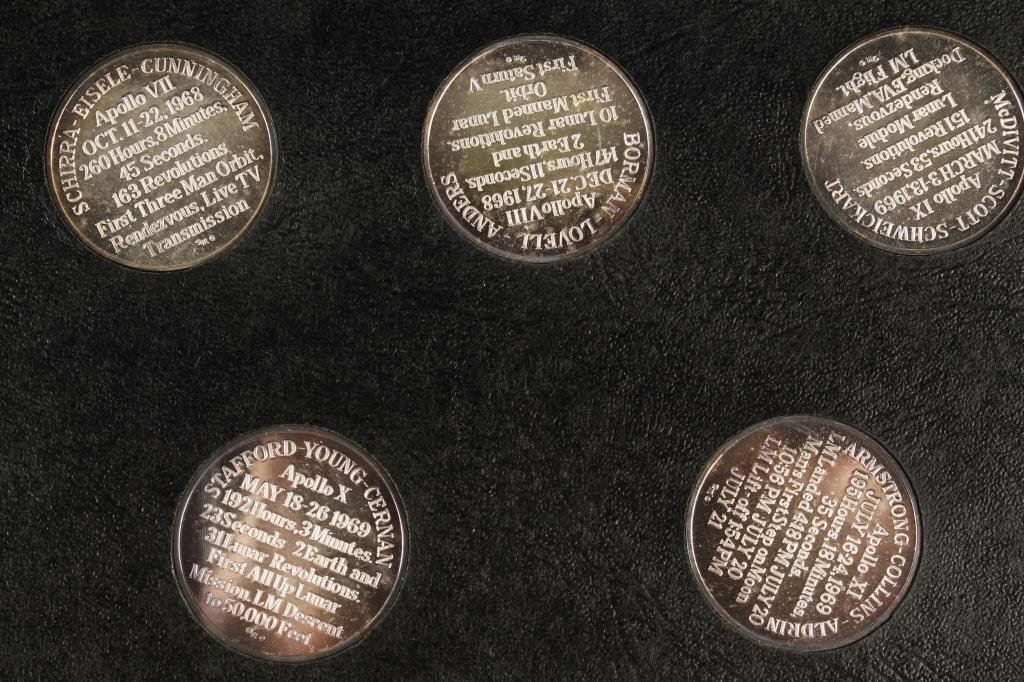 SCHIRRA-EISELE-CUNNINGHAM
Apollo VII
OCT. 11-22, 1968
260 Hours. 8 Minutes.
45 Seconds.
163 Revolutions
First Three Man Orbit,
Rendezvous, Live TV
Transmission
BORMAN-LOVELL-ANDERS
Apollo VIII
DEC. 21-27, 1968
147 Hours. 11 Seconds.
2 Earth and
10 Lunar Revolutions.
First Manned Lunar
Orbit
First Saturn V
McDIVITT-SCOTT-SCHWEICKART
Apollo IX
MARCH 3-13, 1969
241 Hours. 53 Seconds.
151 Revolutions
Lunar Module
Rendezvous,
Docking, EVA, Manned
LM Flight
STAFFORD-YOUNG-CERNAN
Apollo X
MAY 18-26 1969
192 Hours. 3 Minutes.
23 Seconds 2 Earth and
31 Lunar Revolutions.
First All Up Lunar
Mission. LM Descent
to 50,000 Feet
ARMSTRONG-COLLINS-ALDRIN
Apollo XI
JULY 16-24, 1969
195 Hours 18 Minutes,
35 Seconds.
LM Landed 4:18 PM JULY 20
Man's First Step on Moon
10:56 PM JULY 20
LM Lift-off 1:55 PM
JULY 21